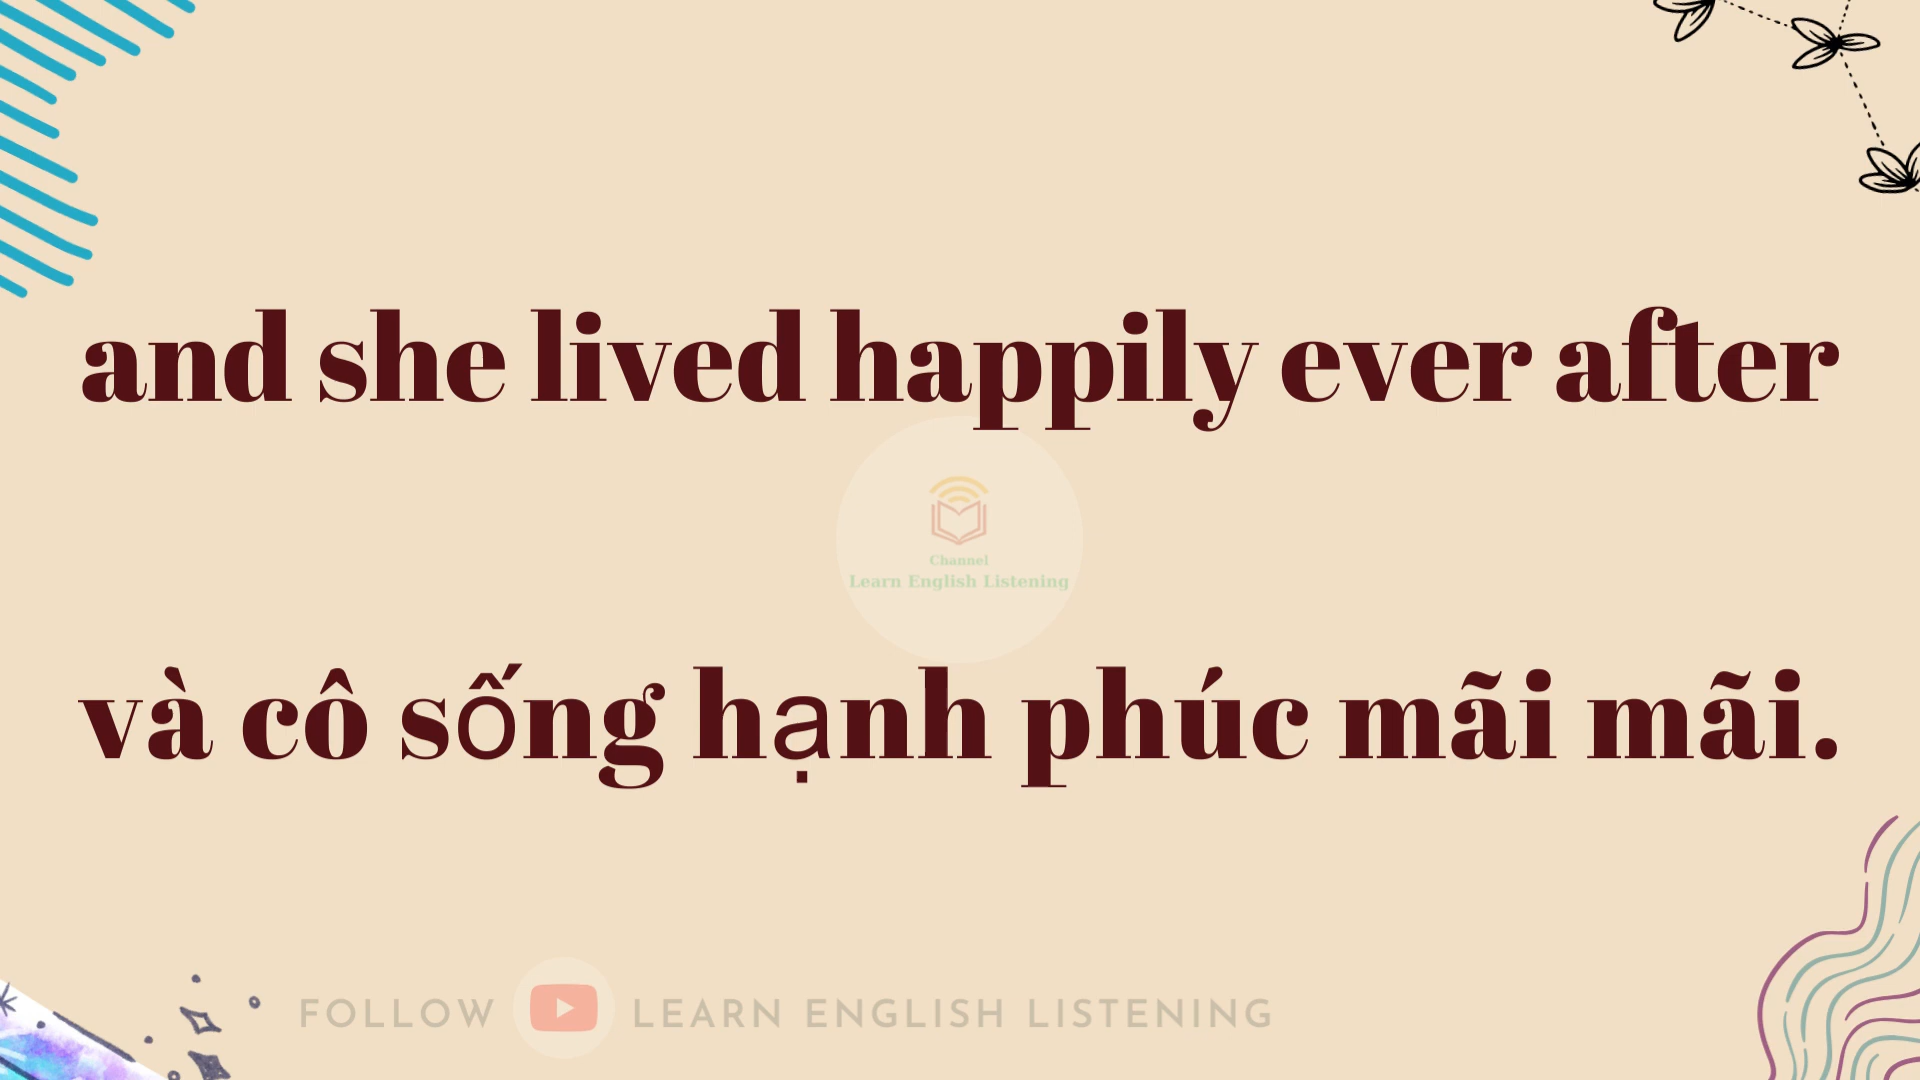 and she lived happily ever after
Channel
Learn English Listening
và cô sống hạnh phúc mãi mãi.
FOLLOW LEARN ENGLISH LISTENING